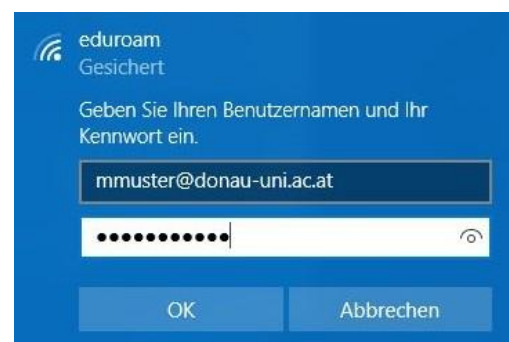 eduroam
Gesichert
Geben Sie Ihren Benutzernamen und Ihr
Kennwort ein.
mmuster@donau-uni.ac.at
●●●●●●●●●●●
OK
Abbrechen